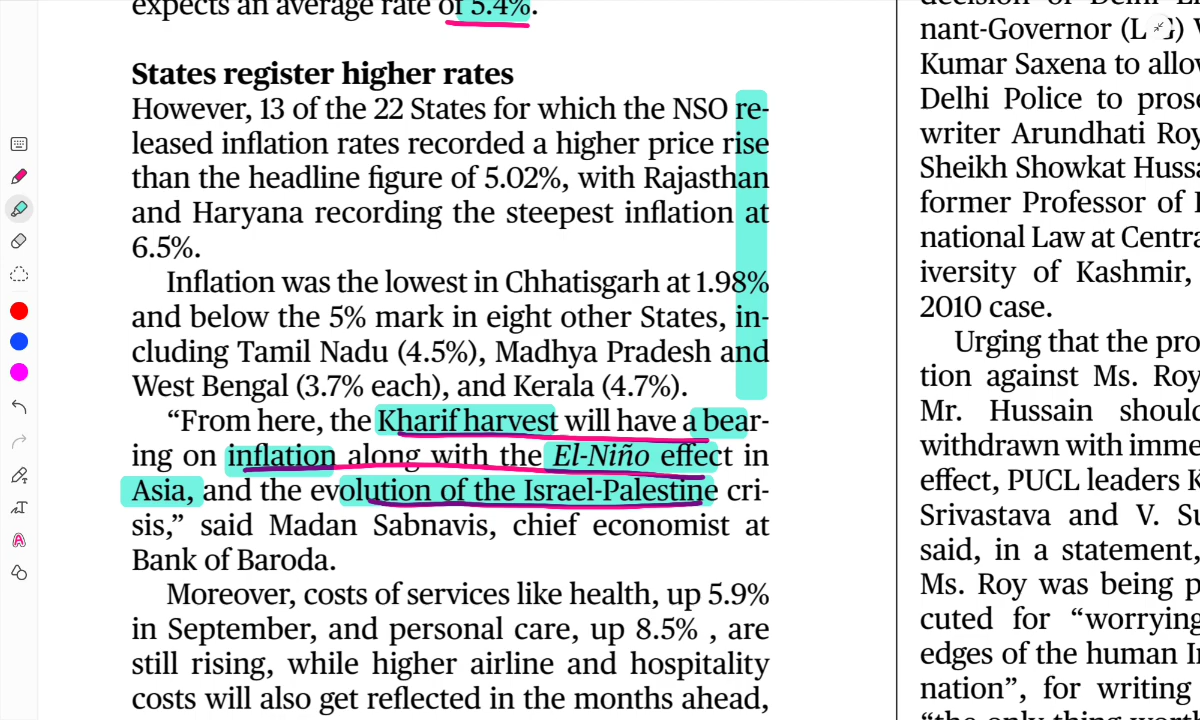 expects an average rate of 5.4%.
States register higher rates
However, 13 of the 22 States for which the NSO re-
leased inflation rates recorded a higher price rise
than the headline figure of 5.02%, with Rajasthan
and Haryana recording the steepest inflation at
6.5%.
Inflation was the lowest in Chhatisgarh at 1.98%
and below the 5% mark in eight other States, in-
cluding Tamil Nadu (4.5%), Madhya Pradesh and
West Bengal (3.7% each), and Kerala (4.7%).
“From here, the Kharif harvest will have a bear-
ing on inflation along with the El-Niño effect in
Asia, and the evolution of the Israel-Palestine cri-
sis,” said Madan Sabnavis, chief economist at
Bank of Baroda.
Moreover, costs of services like health, up 5.9%
in September, and personal care, up 8.5% , are
still rising, while higher airline and hospitality
costs will also get reflected in the months ahead,
nant-Governor (L
Kumar Saxena to allow
Delhi Police to
writer Arundhati Roy
Sheikh Showkat
former Professor of
national Law at
iversity of Kashmir,
2010 case.
Urging that the
tion against Ms. Roy
Mr. Hussain
withdrawn with
effect, PUCL leaders
Srivastava and V.
said, in a statement,
Ms. Roy was being
cuted for “worrying
edges of the human
nation”, for writing